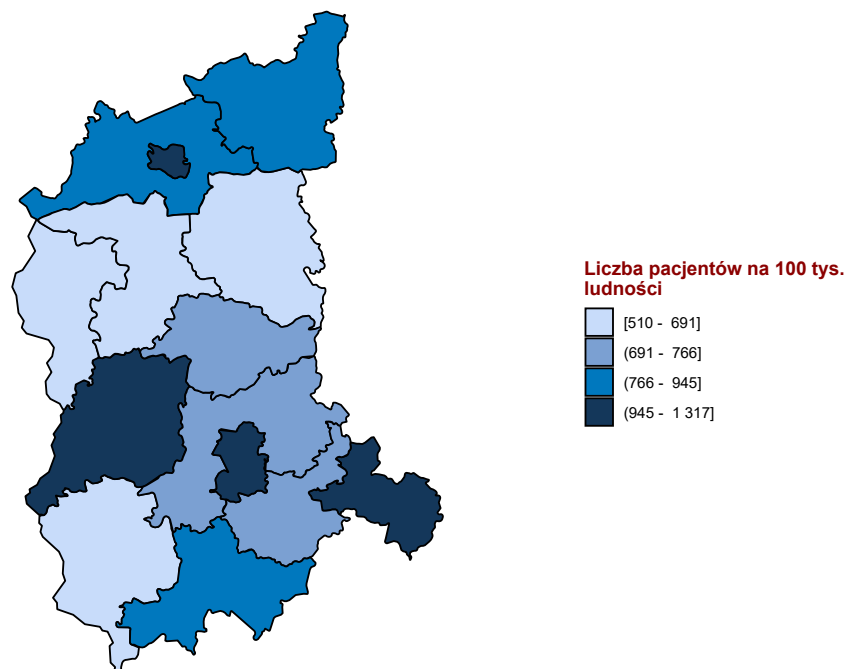 Liczba pacjentów na 100 tys.
ludności
[510 - 691]
(691 - 766]
(766 - 945]
(945 - 1 317]